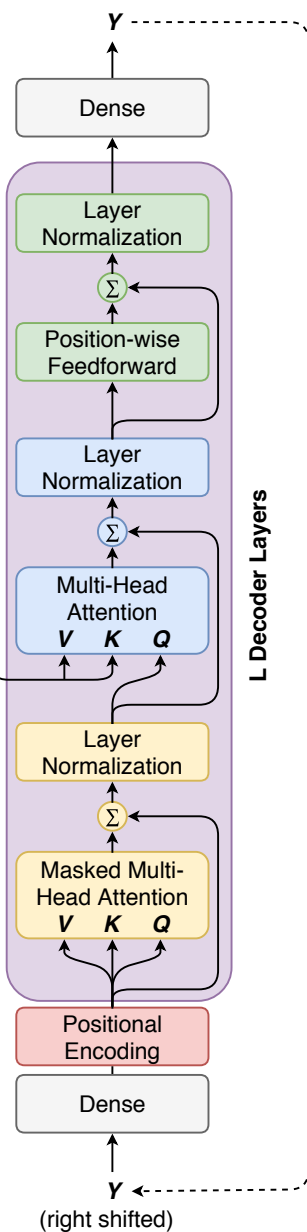 Y
Dense
Layer
Normalization
Σ
Position-wise
Feedforward
Layer
Normalization
Σ
Multi-Head
Attention
V K Q
L Decoder Layers
Layer
Normalization
Σ
Masked Multi-
Head Attention
V K Q
Positional
Encoding
Dense
Y
(right shifted)